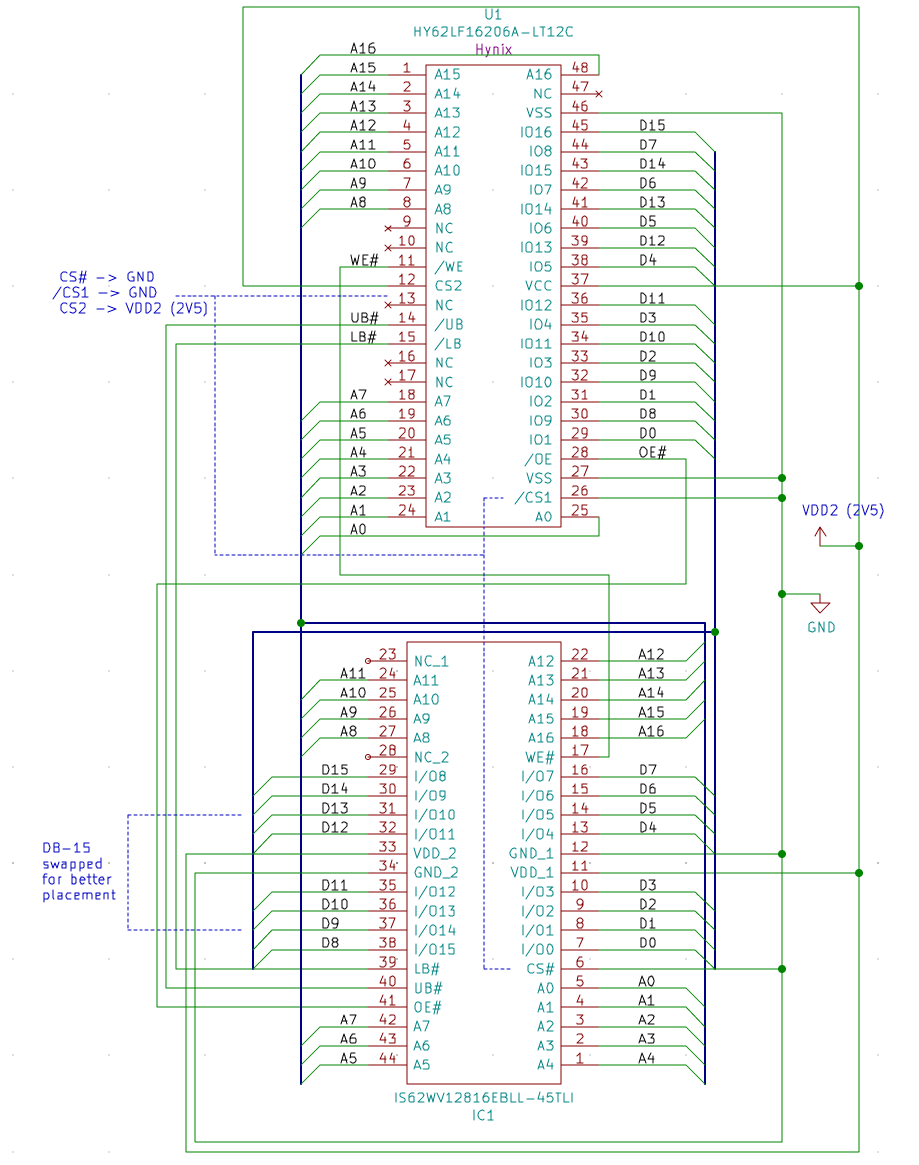 U1
HY62LF16206A-LT12C
Hynix
A16
A15 1 A15 A16 48
A14 2 A14 NC 47
A13 3 A13 VSS 46
A12 4 A12 IO16 45 D15
A11 5 A11 IO8 44 D7
A10 6 A10 IO15 43 D14
A9 7 A9 IO7 42 D6
A8 8 A8 IO14 41 D13
9 NC IO6 40 D5
10 NC IO13 39 D12
WE# 11 /WE IO5 38 D4
12 CS2 VCC 37
13 NC IO12 36 D11
UB# 14 /UB IO4 35 D3
LB# 15 /LB IO11 34 D10
16 NC IO3 33 D2
17 NC IO10 32 D9
A7 18 A7 IO2 31 D1
A6 19 A6 IO9 30 D8
A5 20 A5 IO1 29 D0
A4 21 A4 /OE 28 OE#
A3 22 A3 VSS 27
A2 23 A2 /CS1 26
A1 24 A1 A0 25
A0
CS# -> GND
/CS1 -> GND
CS2 -> VDD2 (2V5)
VDD2 (2V5)
GND
23 NC_1 A12 22 A12
A11 24 A11 A13 21 A13
A10 25 A10 A14 20 A14
A9 26 A9 A15 19 A15
A8 27 A8 A16 18 A16
28 NC_2 WE# 17
D15 29 I/O8 I/O7 16 D7
D14 30 I/O9 I/O6 15 D6
D13 31 I/O10 I/O5 14 D5
D12 32 I/O11 I/O4 13 D4
33 VDD_2 GND_1 12
34 GND_2 VDD_1 11
D11 35 I/O12 I/O3 10 D3
D10 36 I/O13 I/O2 9 D2
D9 37 I/O14 I/O1 8 D1
D8 38 I/O15 I/O0 7 D0
39 LB# CS# 6
40 UB# A0 5 A0
41 OE# A1 4 A1
A7 42 A7 A2 3 A2
A6 43 A6 A3 2 A3
A5 44 A5 A4 1 A4
DB-15
swapped
for better
placement
IS62WV12816EBLL-45TLI
IC1